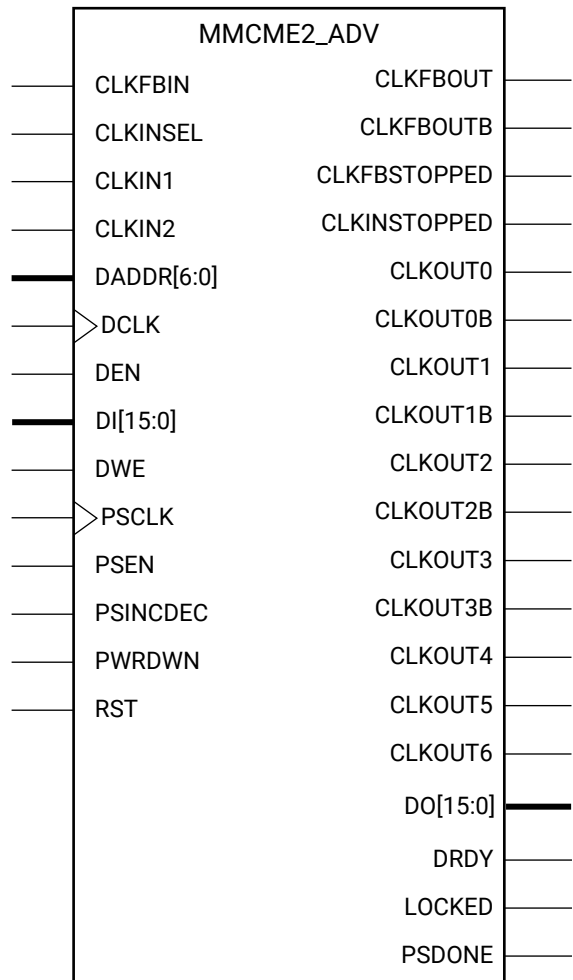 MMCME2_ADV
CLKFBIN
CLKINSEL
CLKIN1
CLKIN2
DADDR[6:0]
DCLK
DEN
DI[15:0]
DWE
PSCLK
PSEN
PSINCDEC
PWRDWN
RST
CLKFBOUT
CLKFBOUTB
CLKFBSTOPPED
CLKINSTOPPED
CLKOUT0
CLKOUT0B
CLKOUT1
CLKOUT1B
CLKOUT2
CLKOUT2B
CLKOUT3
CLKOUT3B
CLKOUT4
CLKOUT5
CLKOUT6
DO[15:0]
DRDY
LOCKED
PSDONE